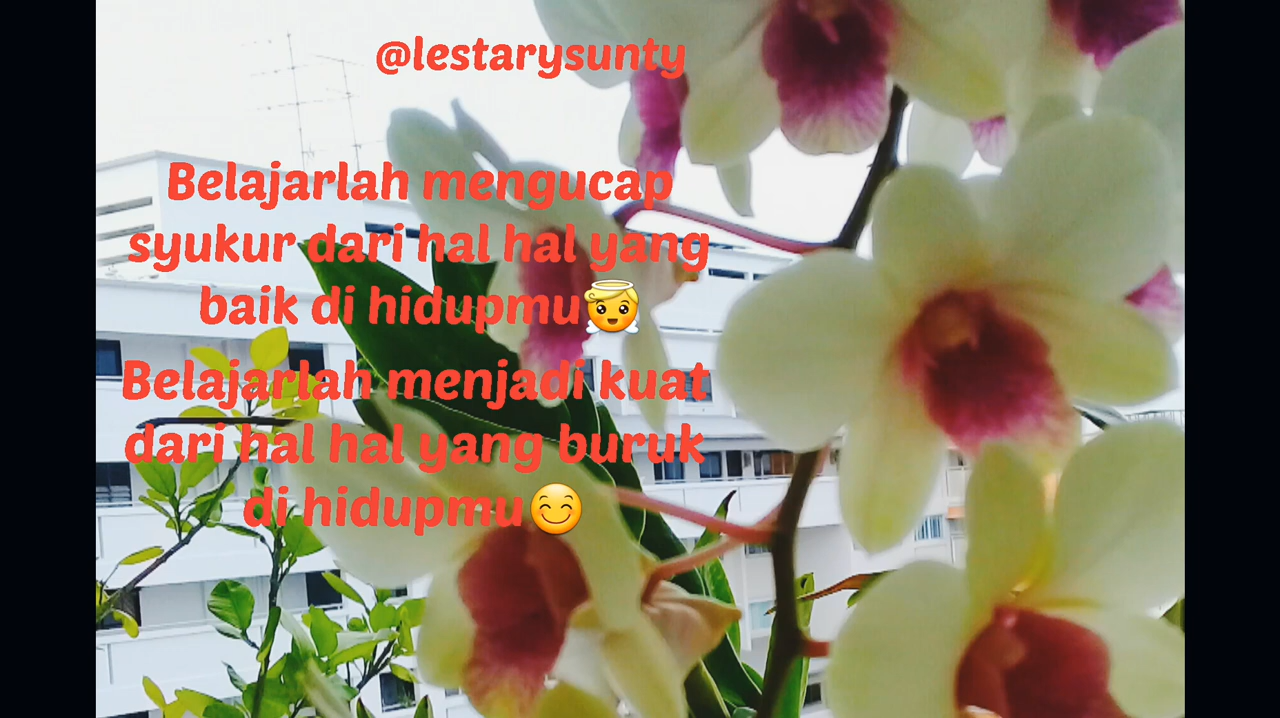 @lestarysunty
Belajarlah mengucap
syukur dari hal hal yang
baik di hidupmu😇
Belajarlah menjadi kuat
dari hal hal yang buruk
di hidupmu😊